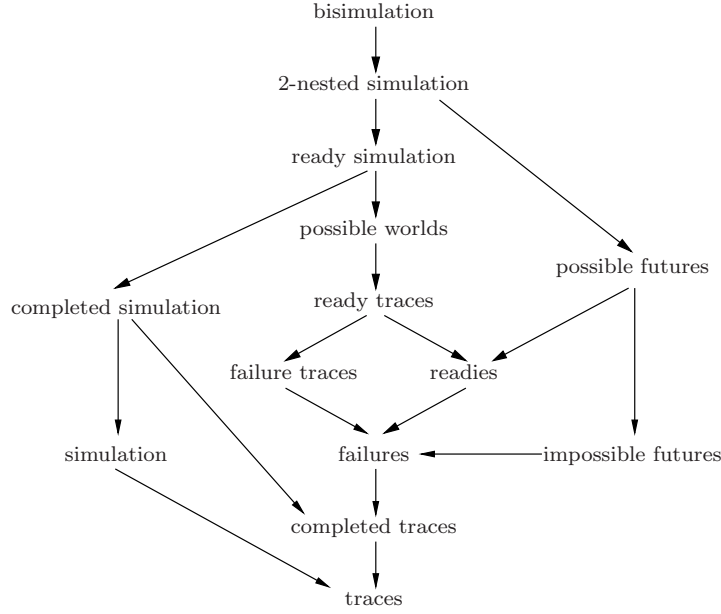 bisimulation
2-nested simulation
ready simulation
possible worlds
possible futures
completed simulation
ready traces
failure traces
readies
simulation
failures
impossible futures
completed traces
traces